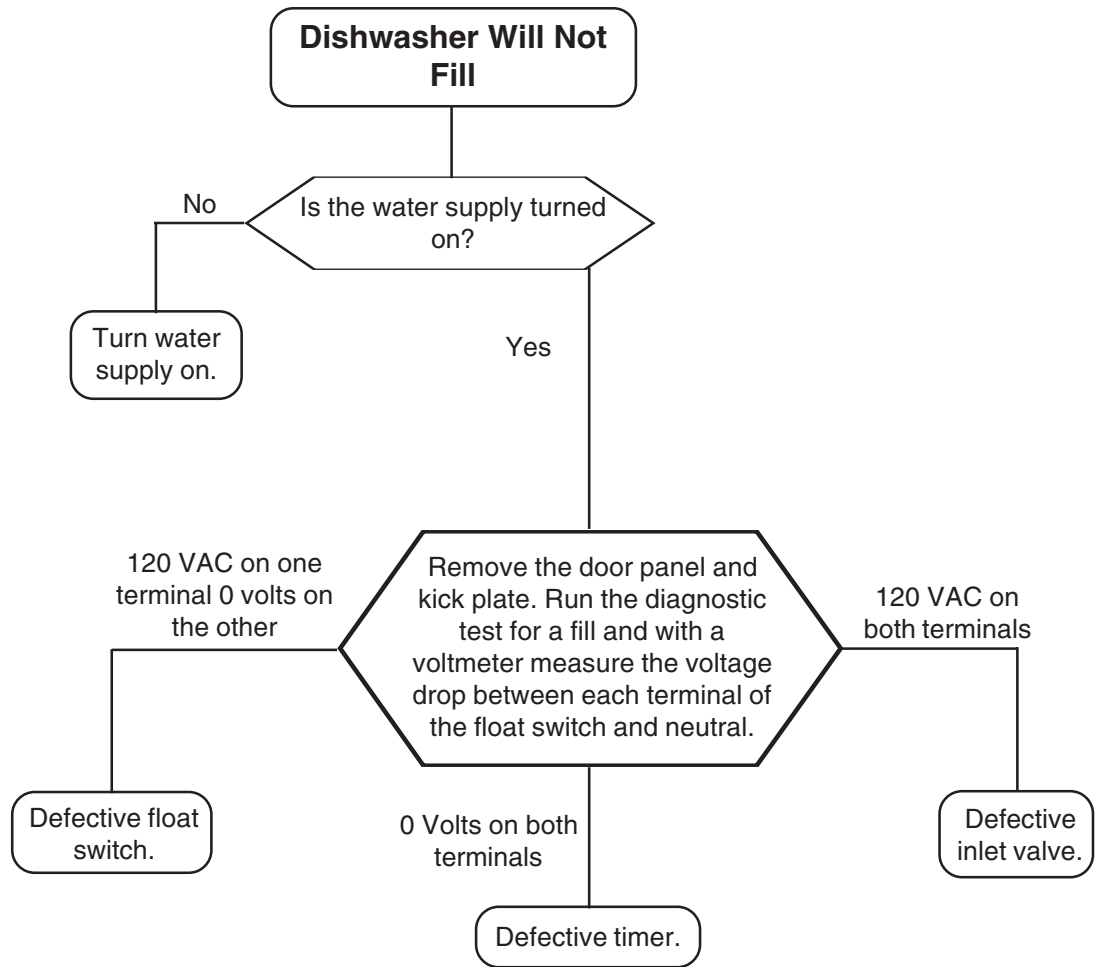 Dishwasher Will Not
Fill
No
Is the water supply turned
on?
Turn water
supply on.
Yes
120 VAC on one
terminal 0 volts on
the other
Remove the door panel and
kick plate. Run the diagnostic
test for a fill and with a
voltmeter measure the voltage
drop between each terminal of
the float switch and neutral.
120 VAC on
both terminals
Defective float
switch.
0 Volts on both
terminals
Defective
inlet valve.
Defective timer.